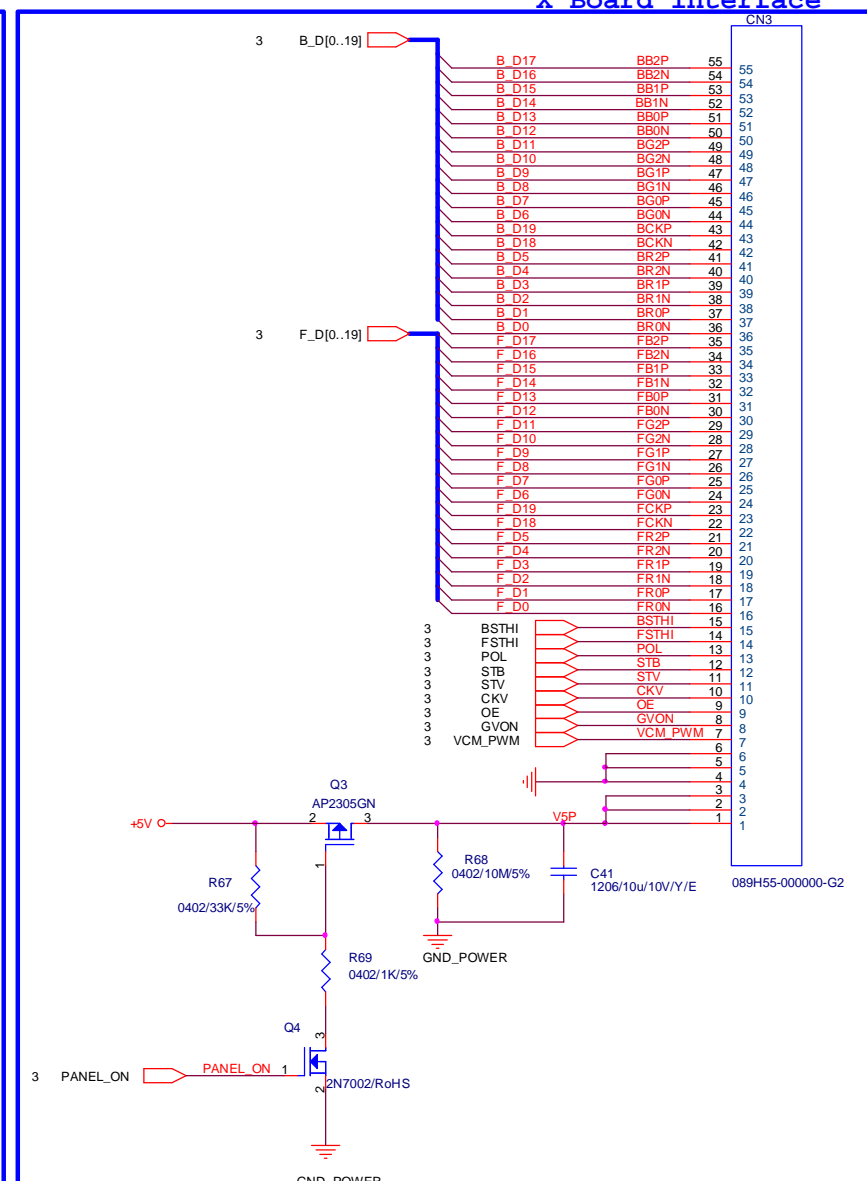 X Board Interface
CN3
3 B_D[0..19]
B_D17 BB2P 55 55
B_D16 BB2N 54 54
B_D15 BB1P 53 53
B_D14 BB1N 52 52
B_D13 BB0P 51 51
B_D12 BB0N 50 50
B_D11 BG2P 49 49
B_D10 BG2N 48 48
B_D9 BG1P 47 47
B_D8 BG1N 46 46
B_D7 BG0P 45 45
B_D6 BG0N 44 44
B_D19 BCKP 43 43
B_D18 BCKN 42 42
B_D5 BR2P 41 41
B_D4 BR2N 40 40
B_D3 BR1P 39 39
B_D2 BR1N 38 38
B_D1 BR0P 37 37
B_D0 BR0N 36 36
3 F_D[0..19]
F_D17 FB2P 35 35
F_D16 FB2N 34 34
F_D15 FB1P 33 33
F_D14 FB1N 32 32
F_D13 FB0P 31 31
F_D12 FB0N 30 30
F_D11 FG2P 29 29
F_D10 FG2N 28 28
F_D9 FG1P 27 27
F_D8 FG1N 26 26
F_D7 FG0P 25 25
F_D6 FG0N 24 24
F_D19 FCKP 23 23
F_D18 FCKN 22 22
F_D5 FR2P 21 21
F_D4 FR2N 20 20
F_D3 FR1P 19 19
F_D2 FR1N 18 18
F_D1 FR0P 17 17
F_D0 FR0N 16 16
3 BSTHI BSTHI 15 15
3 FSTHI FSTHI 14 14
3 POL POL 13 13
3 STB STB 12 12
3 STV STV 11 11
3 CKV CKV 10 10
3 OE OE 9 9
3 GVON GVON 8 8
3 VCM_PWM VCM_PWM 7 7
6 6
5 5
4 4
3 3
2 2
1 1
Q3
AP2305GN
+5V 2 3 V5P
1
R67
0402/33K/5%
R68
0402/10M/5%
C41
1206/10u/10V/Y/E
089H55-000000-G2
GND_POWER
R69
0402/1K/5%
Q4
3
3 PANEL_ON PANEL_ON 1
2N7002/RoHS
2
GND_POWER